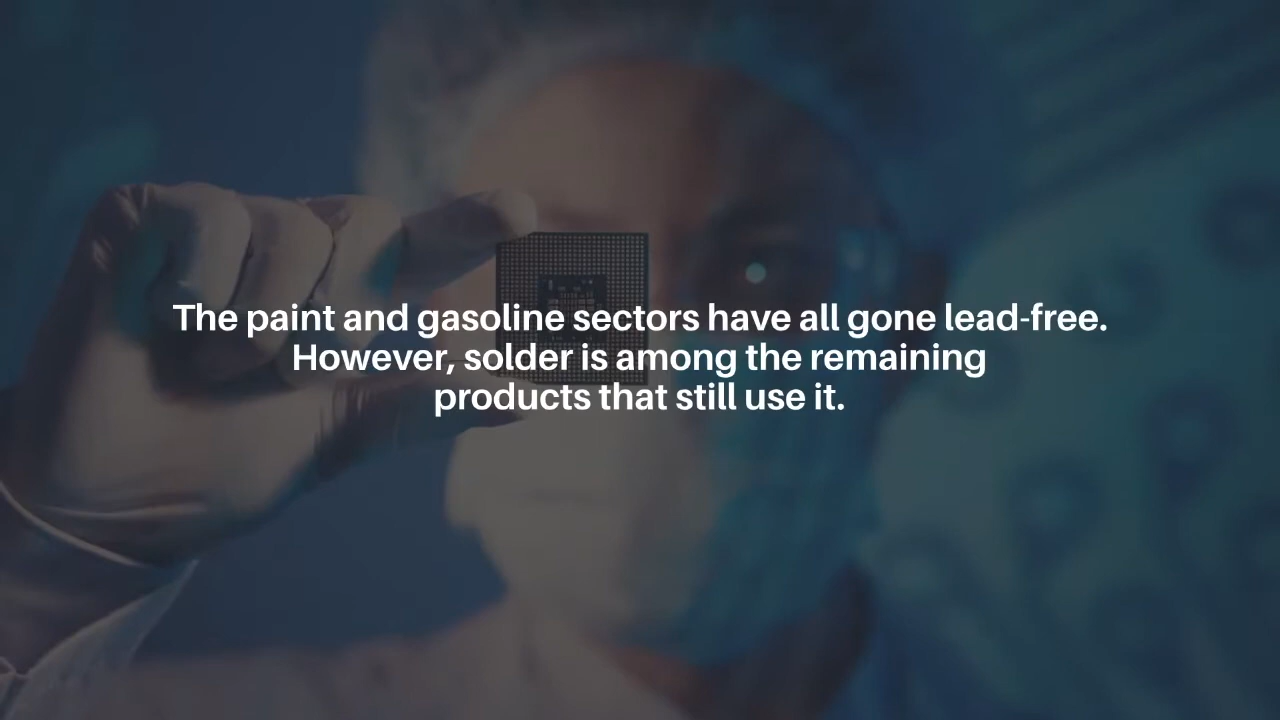 The paint and gasoline sectors have all gone lead-free.
However, solder is among the remaining
products that still use it.